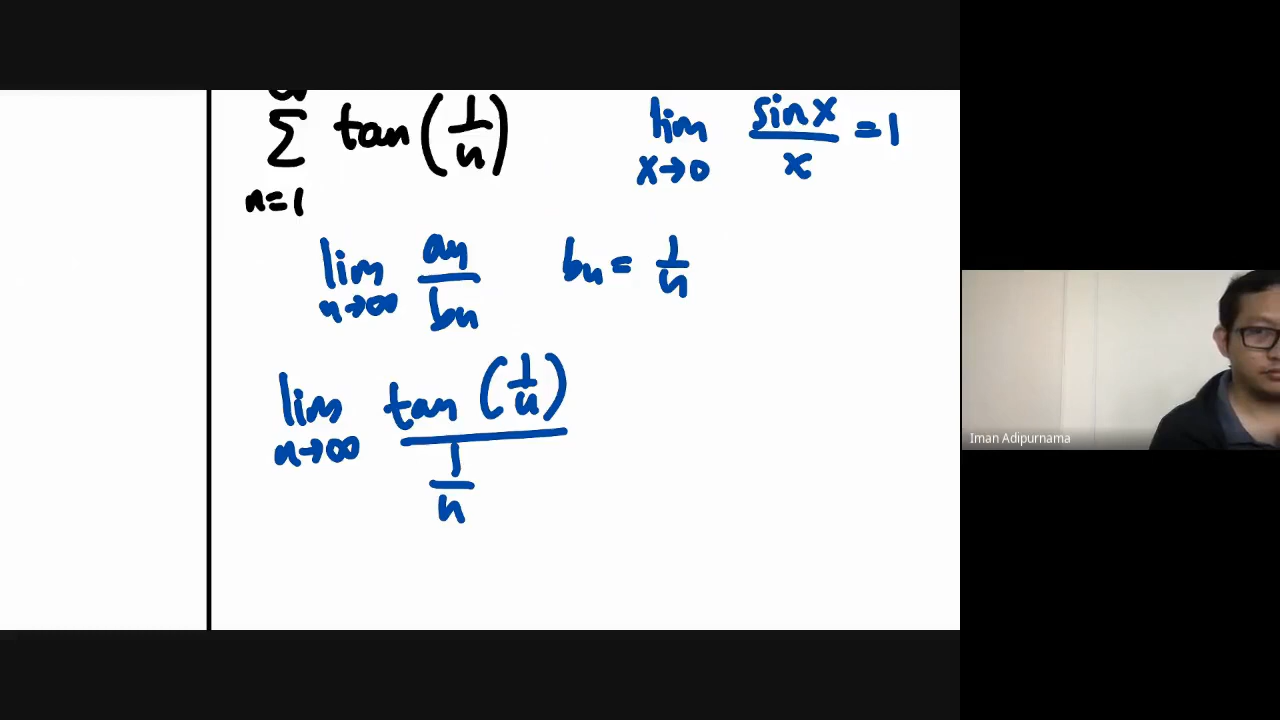 ∞
∑ tan(1/n)
n=1
lim sin x / x = 1
x→0
lim an/bn
n→∞
bn = 1/n
lim tan(1/n) / 1/n
n→∞
Iman Adipurnama